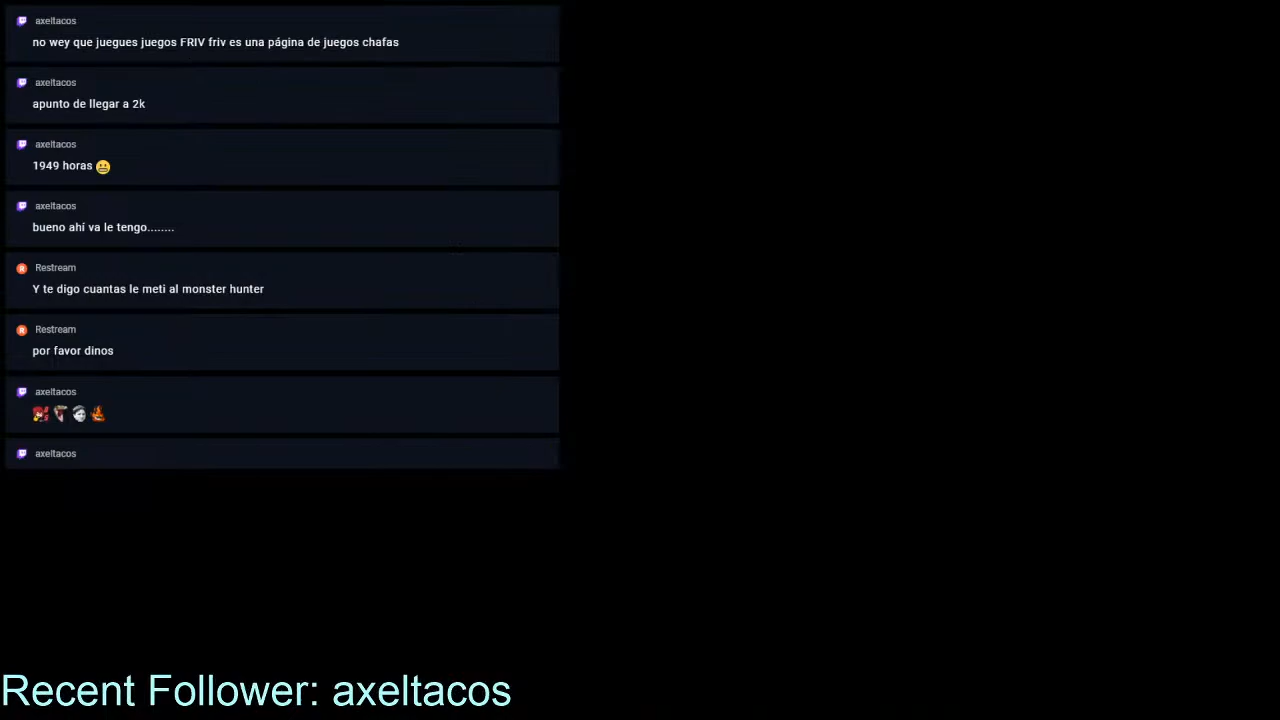 axeltacos
no wey que juegues juegos FRIV friv es una página de juegos chafas
axeltacos
apunto de llegar a 2k
axeltacos
1949 horas 😬
axeltacos
bueno ahí va le tengo........
Restream
Y te digo cuantas le meti al monster hunter
Restream
por favor dinos
axeltacos
axeltacos
Recent Follower: axeltacos